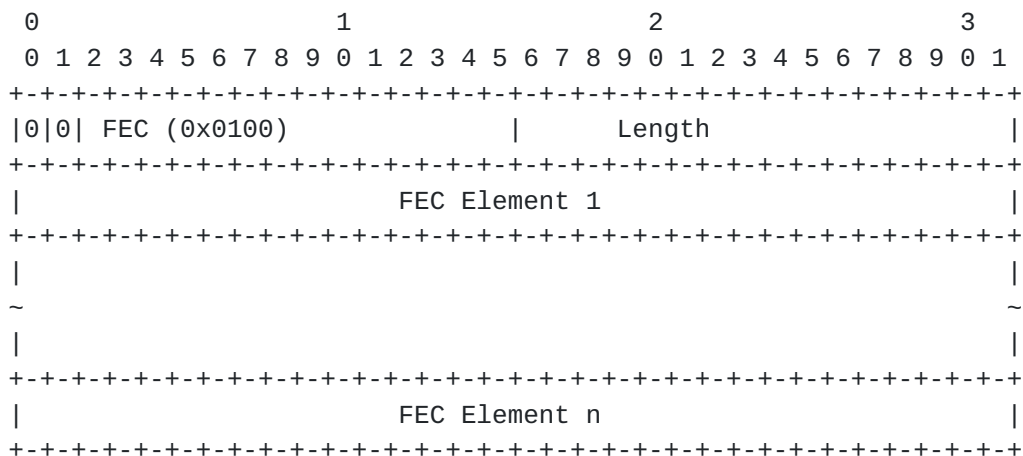 0                   1                   2                   3
 0 1 2 3 4 5 6 7 8 9 0 1 2 3 4 5 6 7 8 9 0 1 2 3 4 5 6 7 8 9 0 1
+-+-+-+-+-+-+-+-+-+-+-+-+-+-+-+-+-+-+-+-+-+-+-+-+-+-+-+-+-+-+-+-+
|0|0| FEC (0x0100)              |      Length                   |
+-+-+-+-+-+-+-+-+-+-+-+-+-+-+-+-+-+-+-+-+-+-+-+-+-+-+-+-+-+-+-+-+
|                        FEC Element 1                          |
+-+-+-+-+-+-+-+-+-+-+-+-+-+-+-+-+-+-+-+-+-+-+-+-+-+-+-+-+-+-+-+-+
|                                                               |
~                                                               ~
|                                                               |
+-+-+-+-+-+-+-+-+-+-+-+-+-+-+-+-+-+-+-+-+-+-+-+-+-+-+-+-+-+-+-+-+
|                        FEC Element n                          |
+-+-+-+-+-+-+-+-+-+-+-+-+-+-+-+-+-+-+-+-+-+-+-+-+-+-+-+-+-+-+-+-+